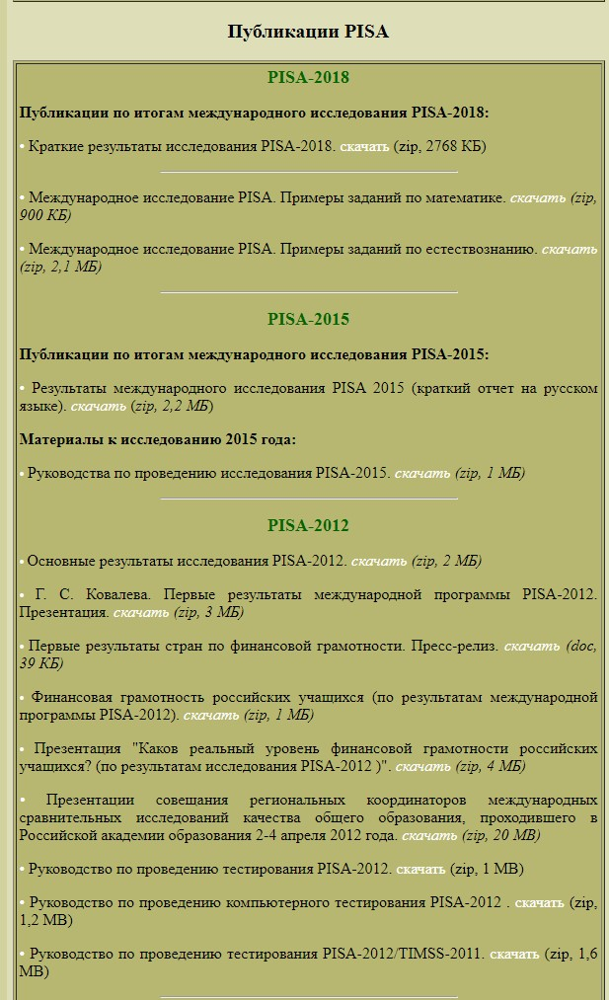 Публикации PISA
PISA-2018
Публикации по итогам международного исследования PISA-2018:
• Краткие результаты исследования PISA-2018. скачать (zip, 2768 КБ)
• Международное исследование PISA. Примеры заданий по математике. скачать (zip,
900 КБ)
• Международное исследование PISA. Примеры заданий по естествознанию. скачать
(zip, 2,1 МБ)
PISA-2015
Публикации по итогам международного исследования PISA-2015:
• Результаты международного исследования PISA 2015 (краткий отчет на русском
языке). скачать (zip, 2,2 МБ)
Материалы к исследованию 2015 года:
• Руководства по проведению исследования PISA-2015. скачать (zip, 1 МБ)
PISA-2012
• Основные результаты исследования PISA-2012. скачать (zip, 2 МБ)
• Г. С. Ковалева. Первые результаты международной программы PISA-2012.
Презентация. скачать (zip, 3 МБ)
• Первые результаты стран по финансовой грамотности. Пресс-релиз. скачать (doc,
39 КБ)
• Финансовая грамотность российских учащихся (по результатам международной
программы PISA-2012). скачать (zip, 1 МБ)
• Презентация "Каков реальный уровень финансовой грамотности российских
учащихся? (по результатам исследования PISA-2012 )". скачать (zip, 4 МБ)
• Презентации совещания региональных координаторов международных
сравнительных исследований качества общего образования, проходившего в
Российской академии образования 2-4 апреля 2012 года. скачать (zip, 20 MB)
• Руководство по проведению тестирования PISA-2012. скачать (zip, 1 MB)
• Руководство по проведению компьютерного тестирования PISA-2012 . скачать (zip,
1,2 MB)
• Руководство по проведению тестирования PISA-2012/TIMSS-2011. скачать (zip, 1,6
MB)